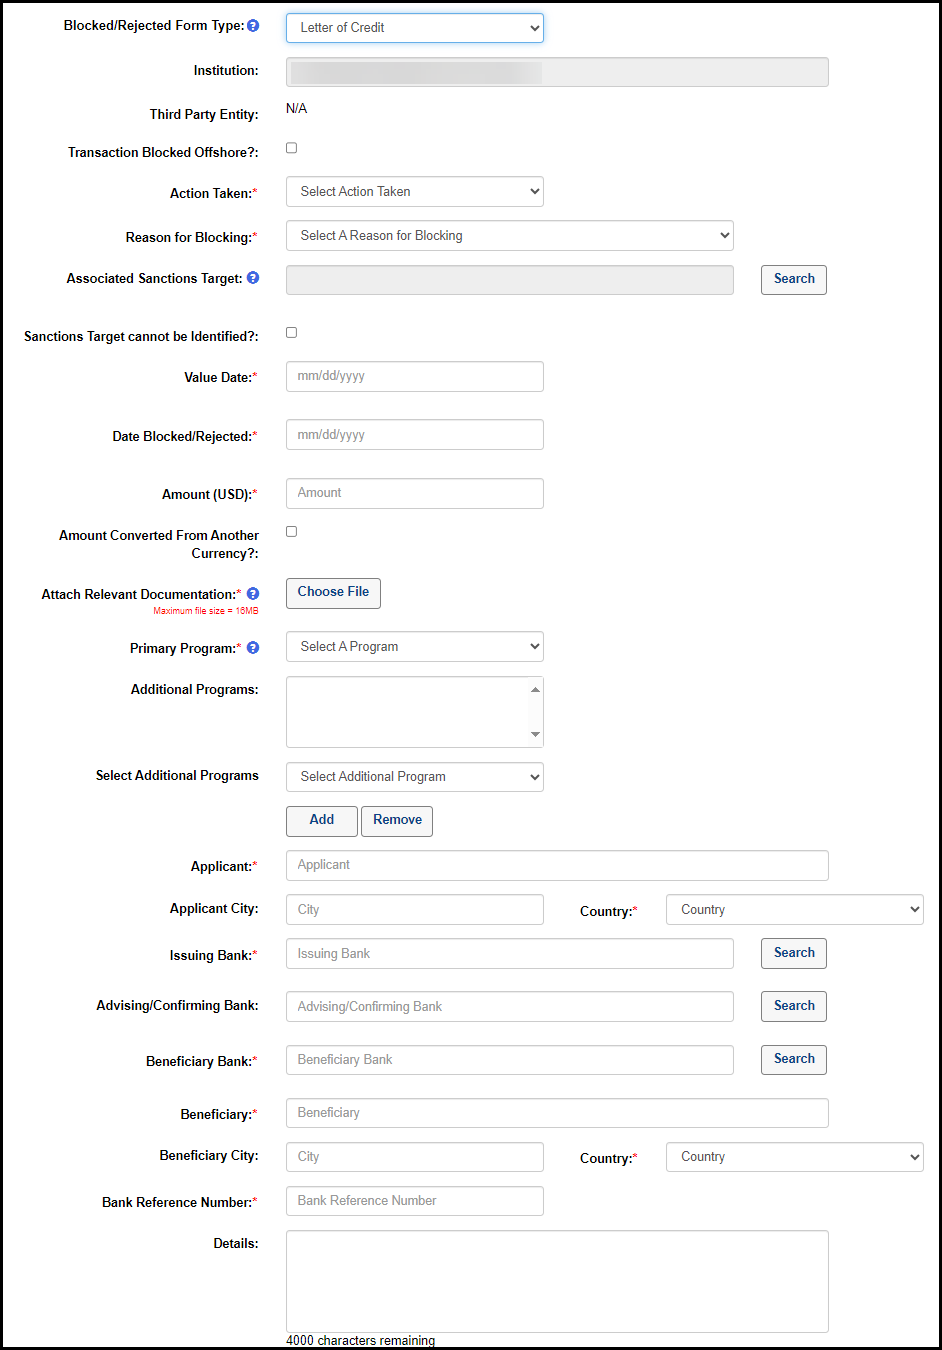 Blocked/Rejected Form Type: ? Letter of Credit
Institution:
Third Party Entity: N/A
Transaction Blocked Offshore?:
Action Taken:* Select Action Taken
Reason for Blocking:* Select A Reason for Blocking
Associated Sanctions Target: ? Search
Sanctions Target cannot be Identified?:
Value Date:* mm/dd/yyyy
Date Blocked/Rejected:* mm/dd/yyyy
Amount (USD):* Amount
Amount Converted From Another
Currency?:
Attach Relevant Documentation:* ? Choose File
Maximum file size = 16MB
Primary Program:* ? Select A Program
Additional Programs:
Select Additional Programs Select Additional Program
Add Remove
Applicant:* Applicant
Applicant City: City Country:* Country
Issuing Bank:* Issuing Bank Search
Advising/Confirming Bank: Advising/Confirming Bank Search
Beneficiary Bank:* Beneficiary Bank Search
Beneficiary:* Beneficiary
Beneficiary City: City Country:* Country
Bank Reference Number:* Bank Reference Number
Details:
4000 characters remaining